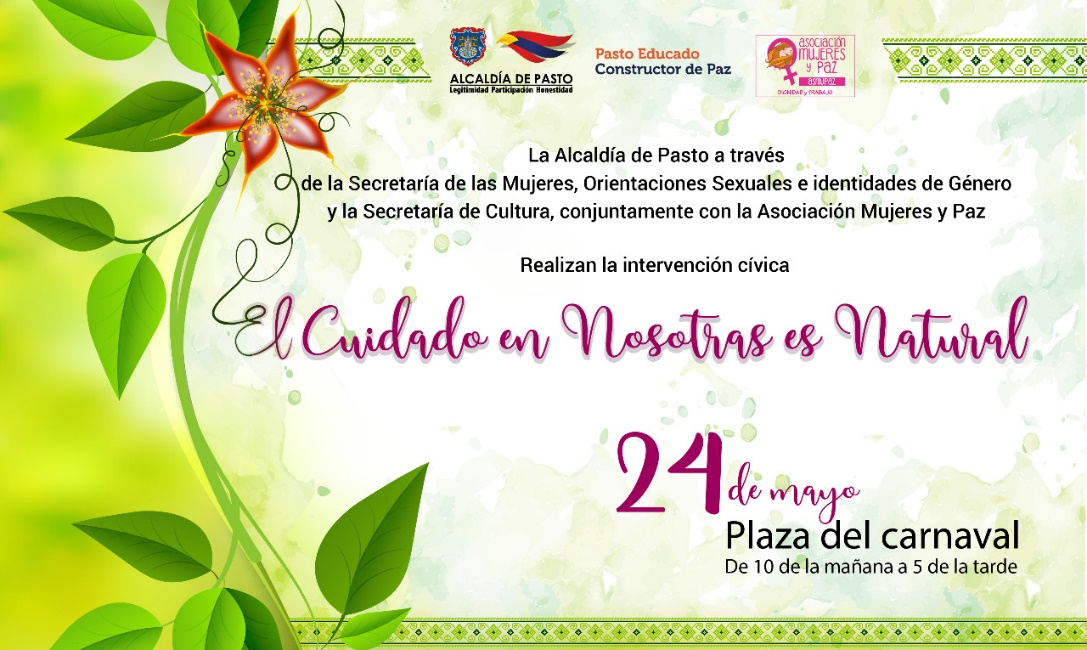 ALCALDÍA DE PASTO
Legitimidad Participación Honestidad
Pasto Educado
Constructor de Paz
asociación
MUJERES
y PAZ
asmupaz
DIGNIDAD y TRABAJO
La Alcaldía de Pasto a través
de la Secretaría de las Mujeres, Orientaciones Sexuales e identidades de Género
y la Secretaría de Cultura, conjuntamente con la Asociación Mujeres y Paz
Realizan la intervención cívica
El Cuidado en Nosotras es Natural
24 de mayo
Plaza del carnaval
De 10 de la mañana a 5 de la tarde